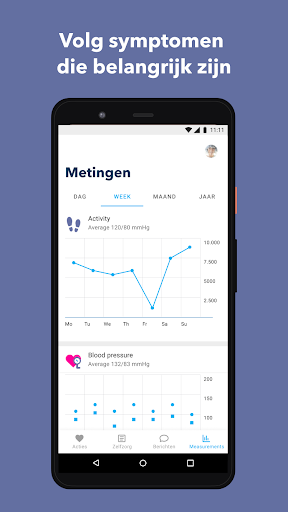 Volg symptomen
die belangrijk zijn
11:11
Metingen
DAG WEEK MAAND JAAR
Activity
Average 120/80 mmHg
10.000
7.500
5000
2.500
Mo Tu We Th Fr Sa Su
Blood pressure
Average 132/83 mmHg
200
150
100
Acties Zelfzorg Berichten Measurements